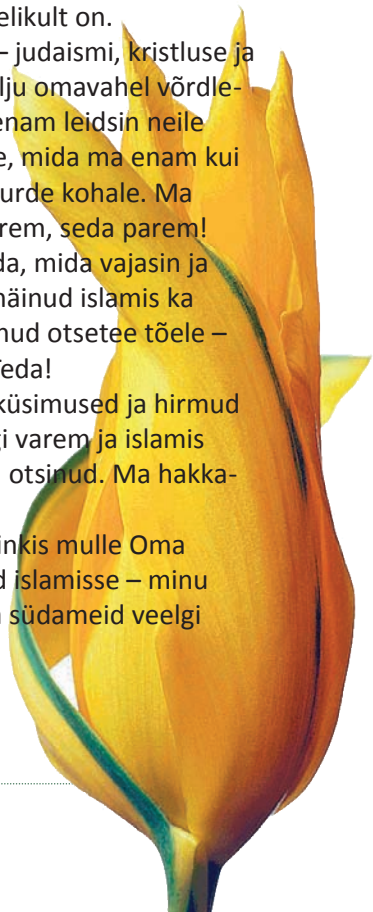 elikult on.
– judaismi, kristluse ja
lju omavahel võrdle-
enam leidsin neile
e, mida ma enam kui
urde kohale. Ma
rem, seda parem!
da, mida vajasin ja
näinud islamis ka
nud otsetee tõele –
eda!
küsimused ja hirmud
gi varem ja islamis
otsinud. Ma hakka-
inkis mulle Oma
d islamisse – minu
südameid veelgi